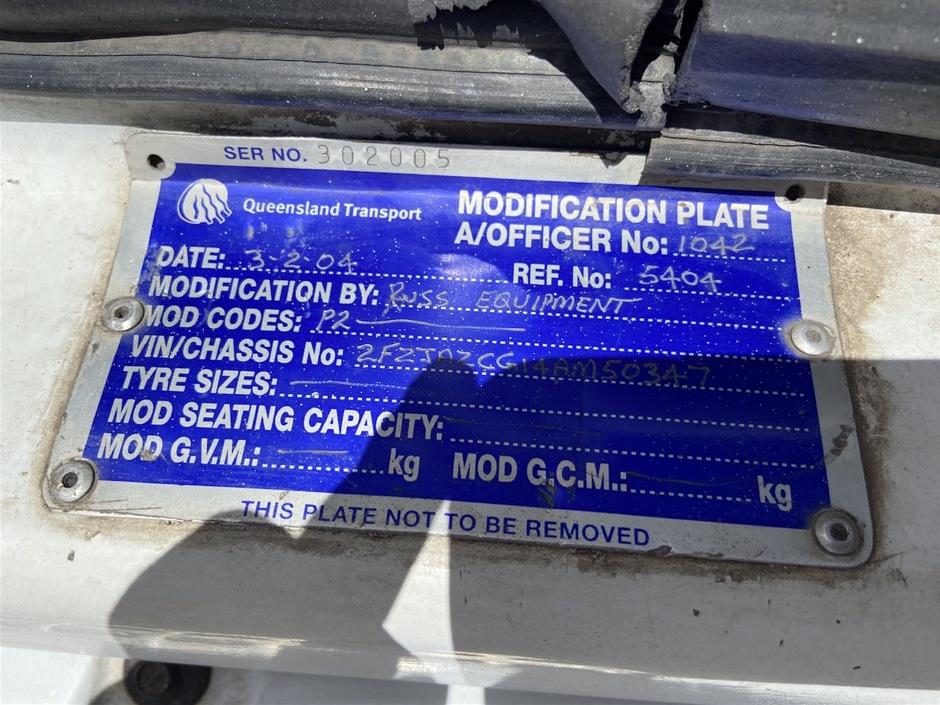 SER NO. 302005
Queensland Transport
MODIFICATION PLATE
A/OFFICER No: 1042
DATE: 3-2-04
REF. No: 5404
MODIFICATION BY: RUSS EQUIPMENT
MOD CODES: P2
VIN/CHASSIS No: 2FZJAZCG14AM50347
TYRE SIZES:
MOD SEATING CAPACITY:
MOD G.V.M.: kg MOD G.C.M.: kg
THIS PLATE NOT TO BE REMOVED